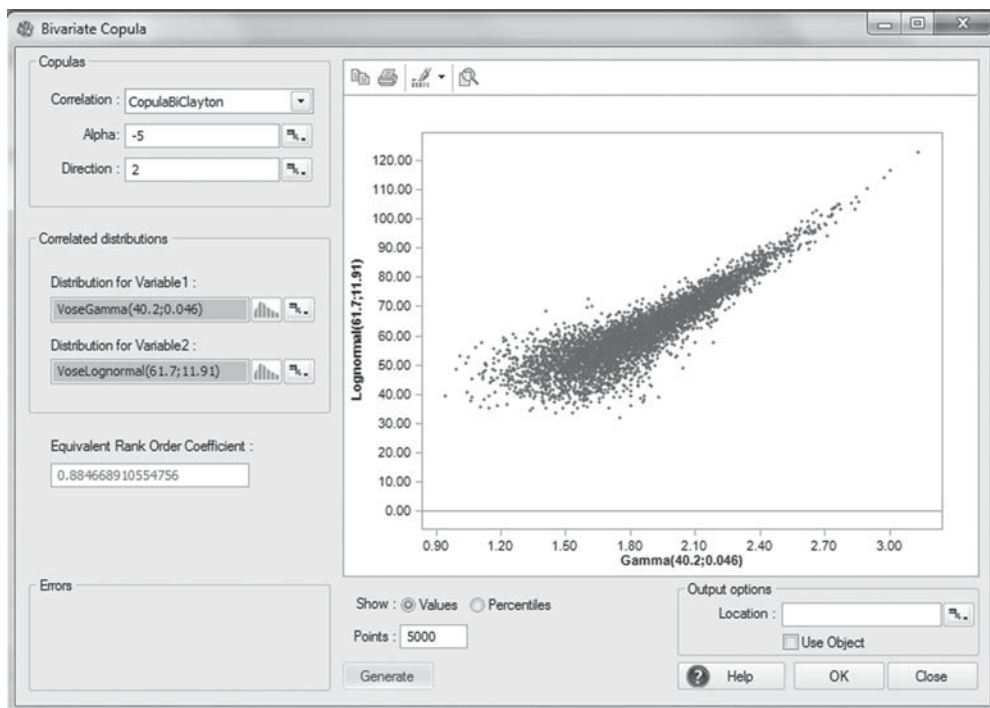 Bivariate Copula
Copulas
Correlation : CopulaBiClayton
Alpha: -5
Direction : 2
Correlated distributions
Distribution for Variable1 :
VoseGamma(40.2;0.046)
Distribution for Variable2 :
VoseLognormal(61.7;11.91)
Equivalent Rank Order Coefficient :
0.884668910554756
Errors
Lognormal(61.7;11.91)
120.00
110.00
100.00
90.00
80.00
70.00
60.00
50.00
40.00
30.00
20.00
10.00
0.00
0.90 1.20 1.50 1.80 2.10 2.40 2.70 3.00
Gamma(40.2;0.046)
Show : Values Percentiles
Points : 5000
Generate
Output options
Location :
Use Object
Help OK Close